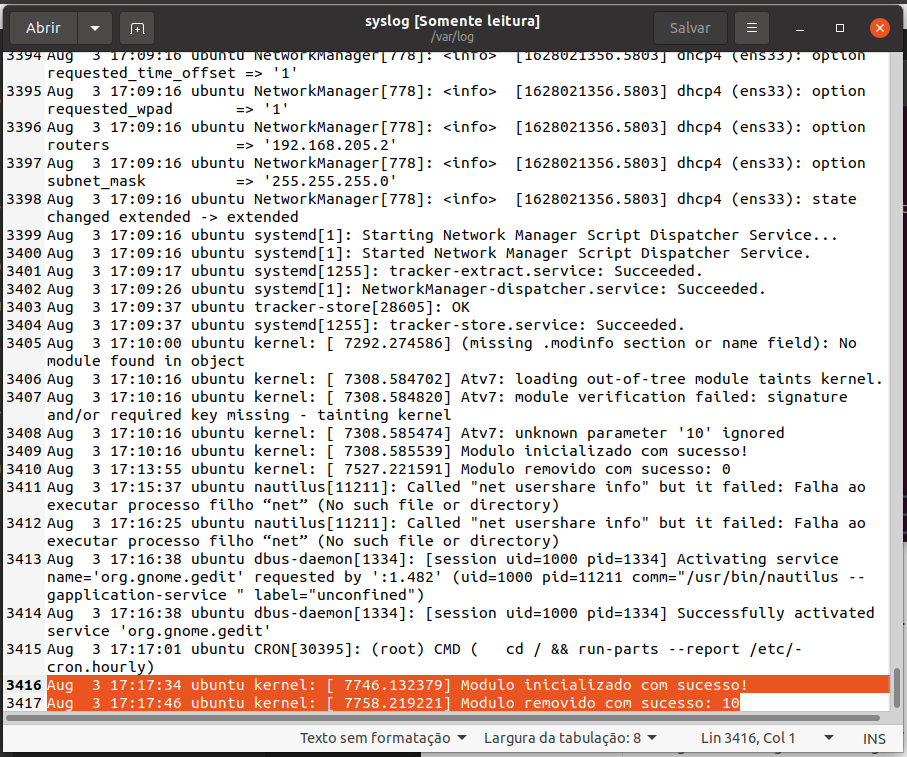 Abrir
syslog [Somente leitura]
/var/log
Salvar
3394 Aug  3 17:09:16 ubuntu NetworkManager[778]: <info>  [1628021356.5803] dhcp4 (ens33): option
requested_time_offset => '1'
3395 Aug  3 17:09:16 ubuntu NetworkManager[778]: <info>  [1628021356.5803] dhcp4 (ens33): option
requested_wpad       => '1'
3396 Aug  3 17:09:16 ubuntu NetworkManager[778]: <info>  [1628021356.5803] dhcp4 (ens33): option
routers              => '192.168.205.2'
3397 Aug  3 17:09:16 ubuntu NetworkManager[778]: <info>  [1628021356.5803] dhcp4 (ens33): option
subnet_mask          => '255.255.255.0'
3398 Aug  3 17:09:16 ubuntu NetworkManager[778]: <info>  [1628021356.5803] dhcp4 (ens33): state
changed extended -> extended
3399 Aug  3 17:09:16 ubuntu systemd[1]: Starting Network Manager Script Dispatcher Service...
3400 Aug  3 17:09:16 ubuntu systemd[1]: Started Network Manager Script Dispatcher Service.
3401 Aug  3 17:09:17 ubuntu systemd[1255]: tracker-extract.service: Succeeded.
3402 Aug  3 17:09:26 ubuntu systemd[1]: NetworkManager-dispatcher.service: Succeeded.
3403 Aug  3 17:09:37 ubuntu tracker-store[28605]: OK
3404 Aug  3 17:09:37 ubuntu systemd[1255]: tracker-store.service: Succeeded.
3405 Aug  3 17:10:00 ubuntu kernel: [ 7292.274586] (missing .modinfo section or name field): No
module found in object
3406 Aug  3 17:10:16 ubuntu kernel: [ 7308.584702] Atv7: loading out-of-tree module taints kernel.
3407 Aug  3 17:10:16 ubuntu kernel: [ 7308.584820] Atv7: module verification failed: signature
and/or required key missing - tainting kernel
3408 Aug  3 17:10:16 ubuntu kernel: [ 7308.585474] Atv7: unknown parameter '10' ignored
3409 Aug  3 17:10:16 ubuntu kernel: [ 7308.585539] Modulo inicializado com sucesso!
3410 Aug  3 17:13:55 ubuntu kernel: [ 7527.221591] Modulo removido com sucesso: 0
3411 Aug  3 17:15:37 ubuntu nautilus[11211]: Called "net usershare info" but it failed: Falha ao
executar processo filho “net” (No such file or directory)
3412 Aug  3 17:16:25 ubuntu nautilus[11211]: Called "net usershare info" but it failed: Falha ao
executar processo filho “net” (No such file or directory)
3413 Aug  3 17:16:38 ubuntu dbus-daemon[1334]: [session uid=1000 pid=1334] Activating service
name='org.gnome.gedit' requested by ':1.482' (uid=1000 pid=11211 comm="/usr/bin/nautilus --
gapplication-service " label="unconfined")
3414 Aug  3 17:16:38 ubuntu dbus-daemon[1334]: [session uid=1000 pid=1334] Successfully activated
service 'org.gnome.gedit'
3415 Aug  3 17:17:01 ubuntu CRON[30395]: (root) CMD (   cd / && run-parts --report /etc/-
cron.hourly)
3416 Aug  3 17:17:34 ubuntu kernel: [ 7746.132379] Modulo inicializado com sucesso!
3417 Aug  3 17:17:46 ubuntu kernel: [ 7758.219221] Modulo removido com sucesso: 10
Texto sem formatação
Largura da tabulação: 8
Lin 3416, Col 1
INS